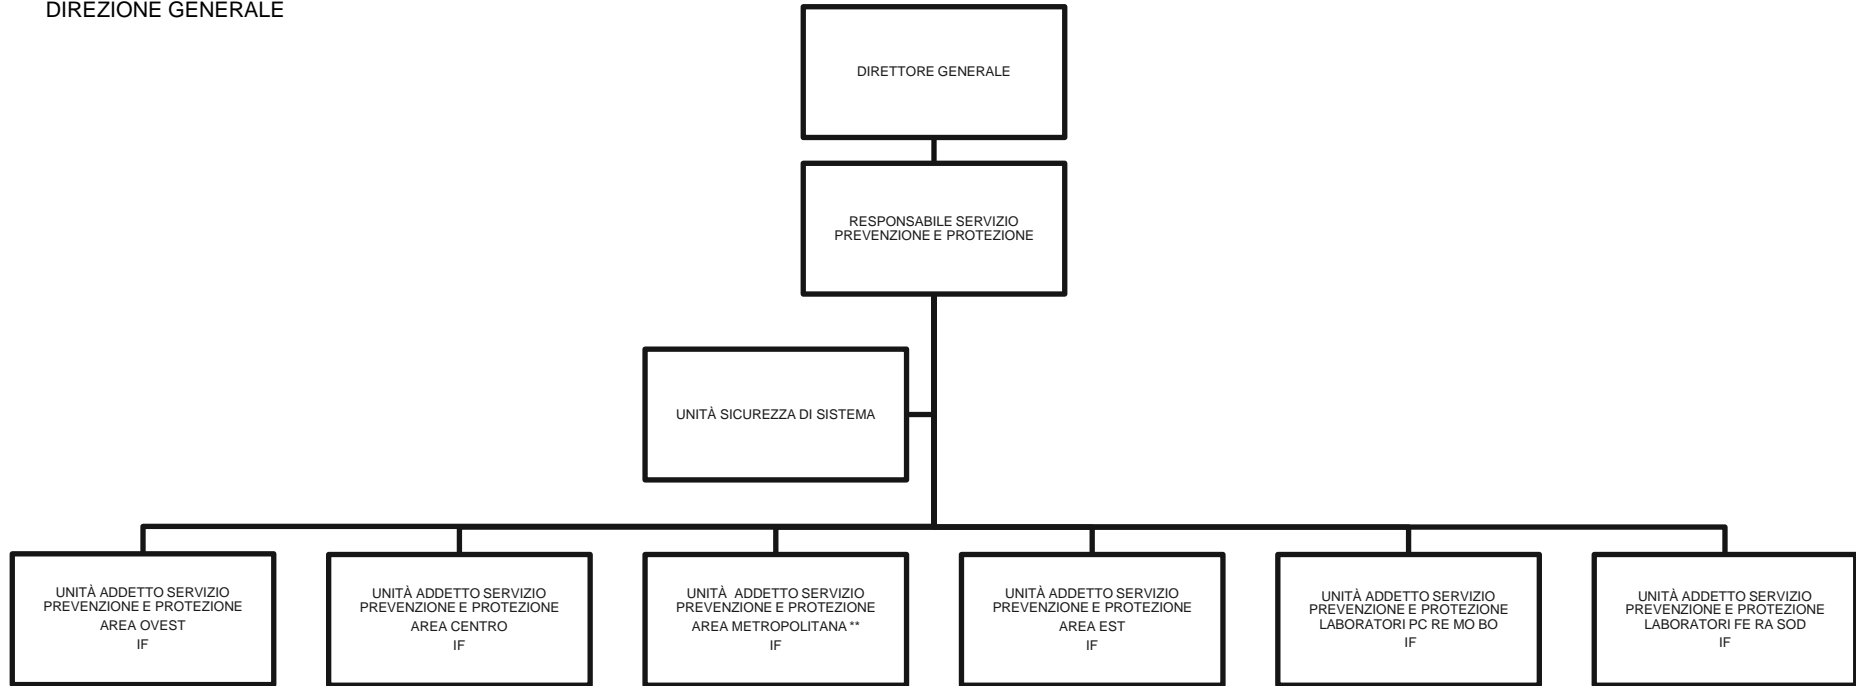 DIREZIONE GENERALE
DIRETTORE GENERALE
RESPONSABILE SERVIZIO
PREVENZIONE E PROTEZIONE
UNITÀ SICUREZZA DI SISTEMA
UNITÀ ADDETTO SERVIZIO
PREVENZIONE E PROTEZIONE
AREA OVEST
IF
UNITÀ ADDETTO SERVIZIO
PREVENZIONE E PROTEZIONE
AREA CENTRO
IF
UNITÀ ADDETTO SERVIZIO
PREVENZIONE E PROTEZIONE
AREA METROPOLITANA **
IF
UNITÀ ADDETTO SERVIZIO
PREVENZIONE E PROTEZIONE
AREA EST
IF
UNITÀ ADDETTO SERVIZIO
PREVENZIONE E PROTEZIONE
LABORATORI PC RE MO BO
IF
UNITÀ ADDETTO SERVIZIO
PREVENZIONE E PROTEZIONE
LABORATORI FE RA SOD
IF